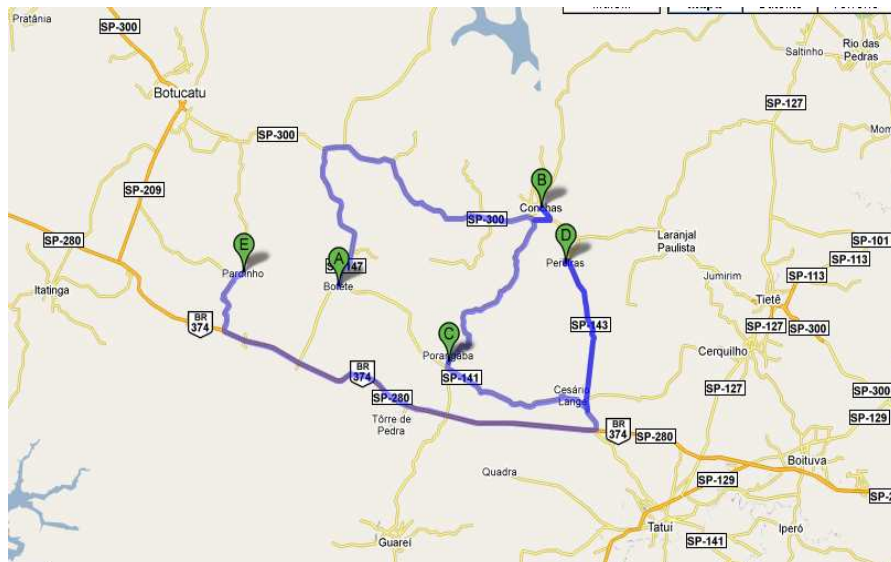 Pratânia
SP-300
Botucatu
SP-300
SP-209
SP-280
Itatinga
E
Pardinho
A
SP-147
Bofete
B
Conchas
SP-300
D
Pereiras
C
Porangaba
SP-141
BR
374
BR
374
SP-280
Tôrre de
Pedra
SP-143
Cesário
Lange
BR
374
SP-280
Quadra
Guareí
Saltinho
Rio das
Pedras
SP-127
Laranjal
Paulista
SP-101
SP-113
SP-113
Jumirim
Tietê
SP-127
SP-300
Cerquilho
SP-127
SP-300
SP-129
Boituva
SP-129
Tatuí
Iperó
SP-141